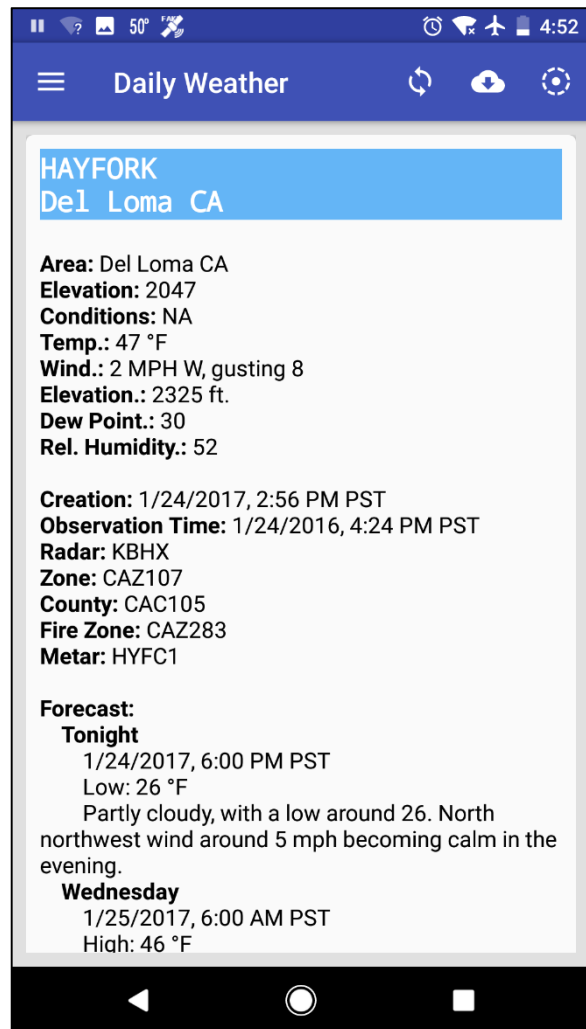 50°
FAKE
4:52
Daily Weather
HAYFORK
Del Loma CA
Area: Del Loma CA
Elevation: 2047
Conditions: NA
Temp.: 47 °F
Wind.: 2 MPH W, gusting 8
Elevation.: 2325 ft.
Dew Point.: 30
Rel. Humidity.: 52
Creation: 1/24/2017, 2:56 PM PST
Observation Time: 1/24/2016, 4:24 PM PST
Radar: KBHX
Zone: CAZ107
County: CAC105
Fire Zone: CAZ283
Metar: HYFC1
Forecast:
Tonight
1/24/2017, 6:00 PM PST
Low: 26 °F
Partly cloudy, with a low around 26. North
northwest wind around 5 mph becoming calm in the
evening.
Wednesday
1/25/2017, 6:00 AM PST
High: 46 °F